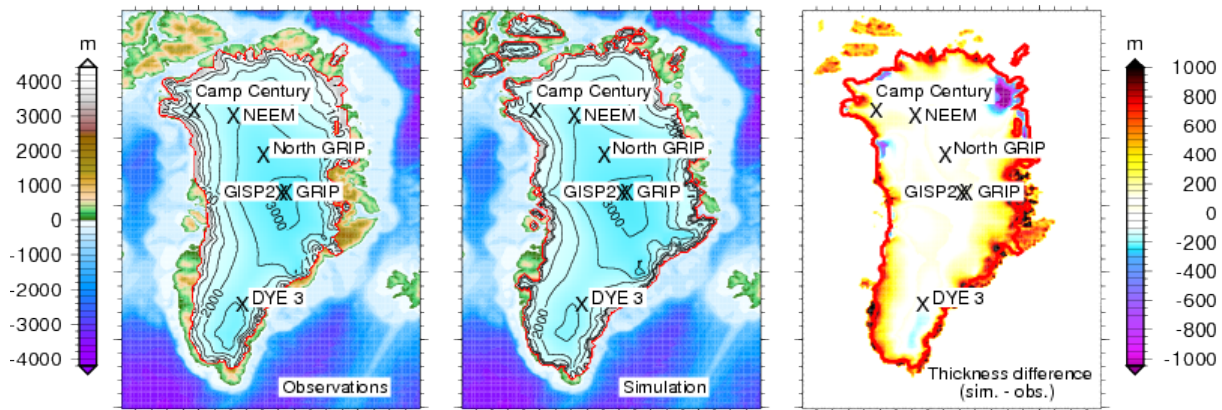 m
4000
3000
2000
1000
0
-1000
-2000
-3000
-4000
Camp Century
X
X NEEM
X North GRIP
GISP2 X X GRIP
3000
2000
X DYE 3
Observations
Camp Century
X
X NEEM
X North GRIP
GISP2 X X GRIP
3000
2000
X DYE 3
Simulation
Camp Century
X
X NEEM
X North GRIP
GISP2 X X GRIP
X DYE 3
Thickness difference
(sim. - obs.)
m
1000
800
600
400
200
0
-200
-400
-600
-800
-1000